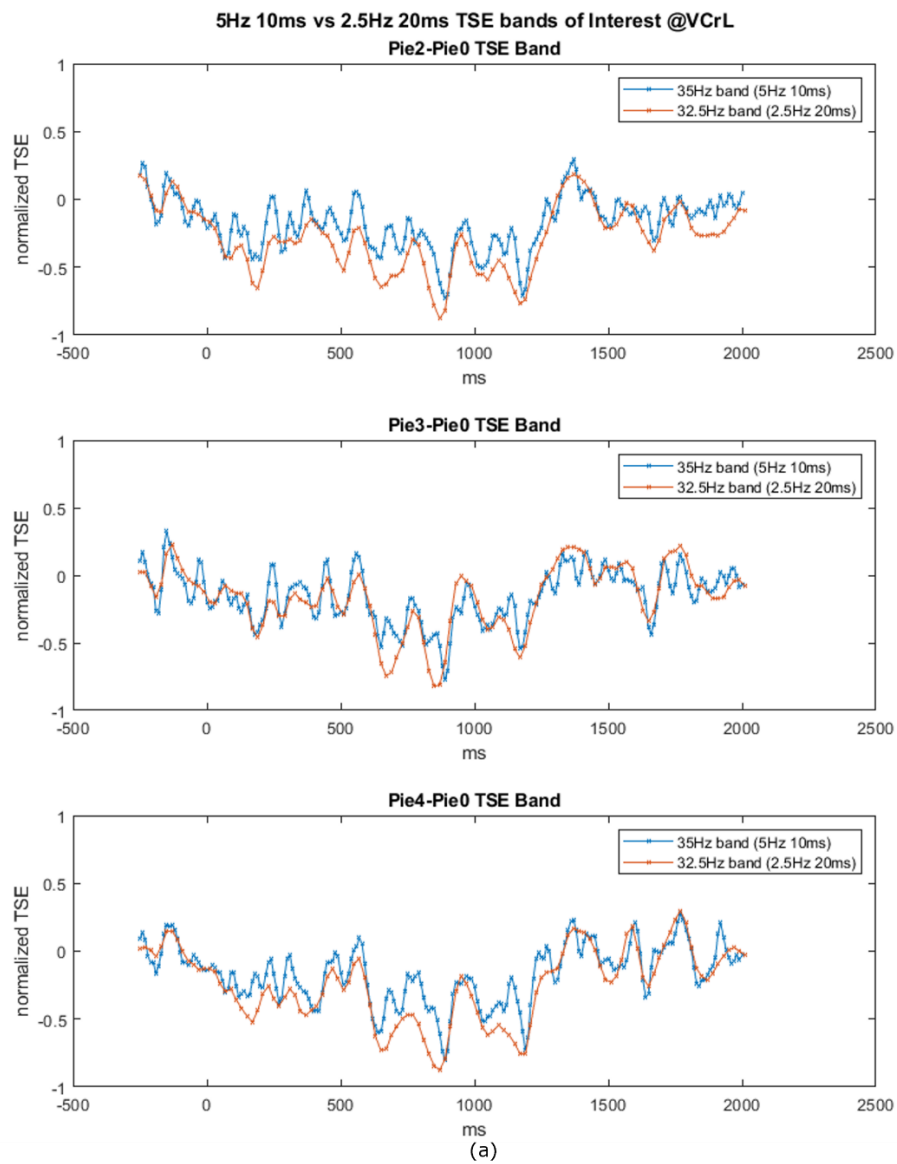 5Hz 10ms vs 2.5Hz 20ms TSE bands of Interest @VCrL
Pie2-Pie0 TSE Band
1
0.5
0
-0.5
-1
normalized TSE
35Hz band (5Hz 10ms)
32.5Hz band (2.5Hz 20ms)
-500 0 500 1000 1500 2000 2500
ms
Pie3-Pie0 TSE Band
1
0.5
0
-0.5
-1
normalized TSE
35Hz band (5Hz 10ms)
32.5Hz band (2.5Hz 20ms)
-500 0 500 1000 1500 2000 2500
ms
Pie4-Pie0 TSE Band
1
0.5
0
-0.5
-1
normalized TSE
35Hz band (5Hz 10ms)
32.5Hz band (2.5Hz 20ms)
-500 0 500 1000 1500 2000 2500
ms
(a)